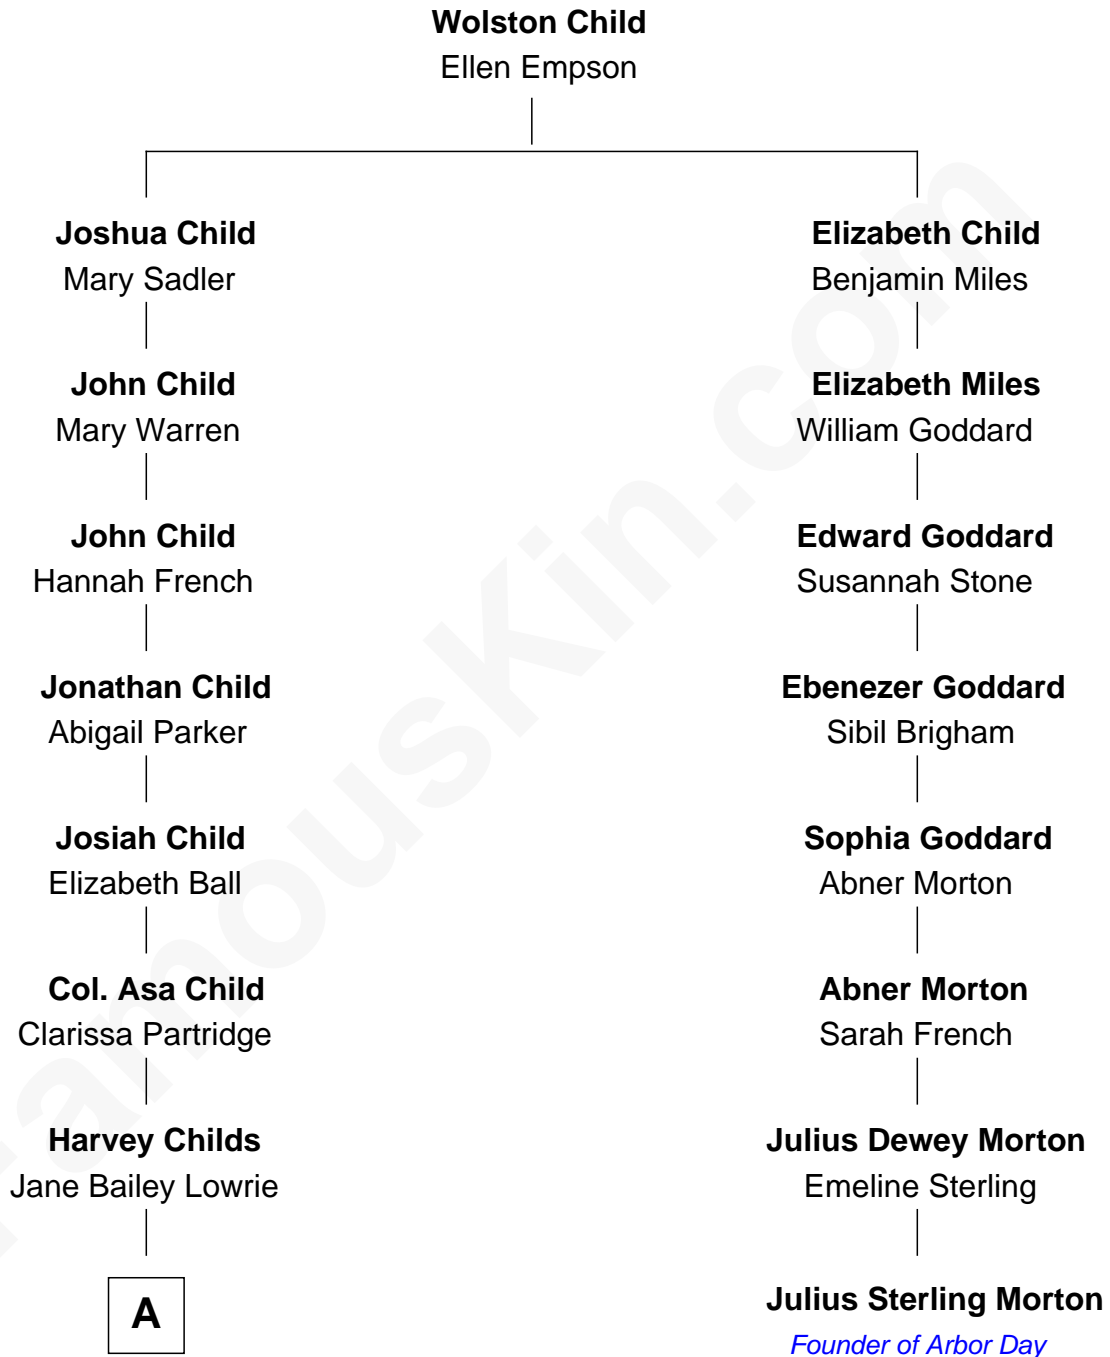 Wolston Child
Ellen Empson
Joshua Child
Mary Sadler
John Child
Mary Warren
John Child
Hannah French
Jonathan Child
Abigail Parker
Josiah Child
Elizabeth Ball
Col. Asa Child
Clarissa Partridge
Harvey Childs
Jane Bailey Lowrie
A
Elizabeth Child
Benjamin Miles
Elizabeth Miles
William Goddard
Edward Goddard
Susannah Stone
Ebenezer Goddard
Sibil Brigham
Sophia Goddard
Abner Morton
Abner Morton
Sarah French
Julius Dewey Morton
Emeline Sterling
Julius Sterling Morton
Founder of Arbor Day
FamousKin.com